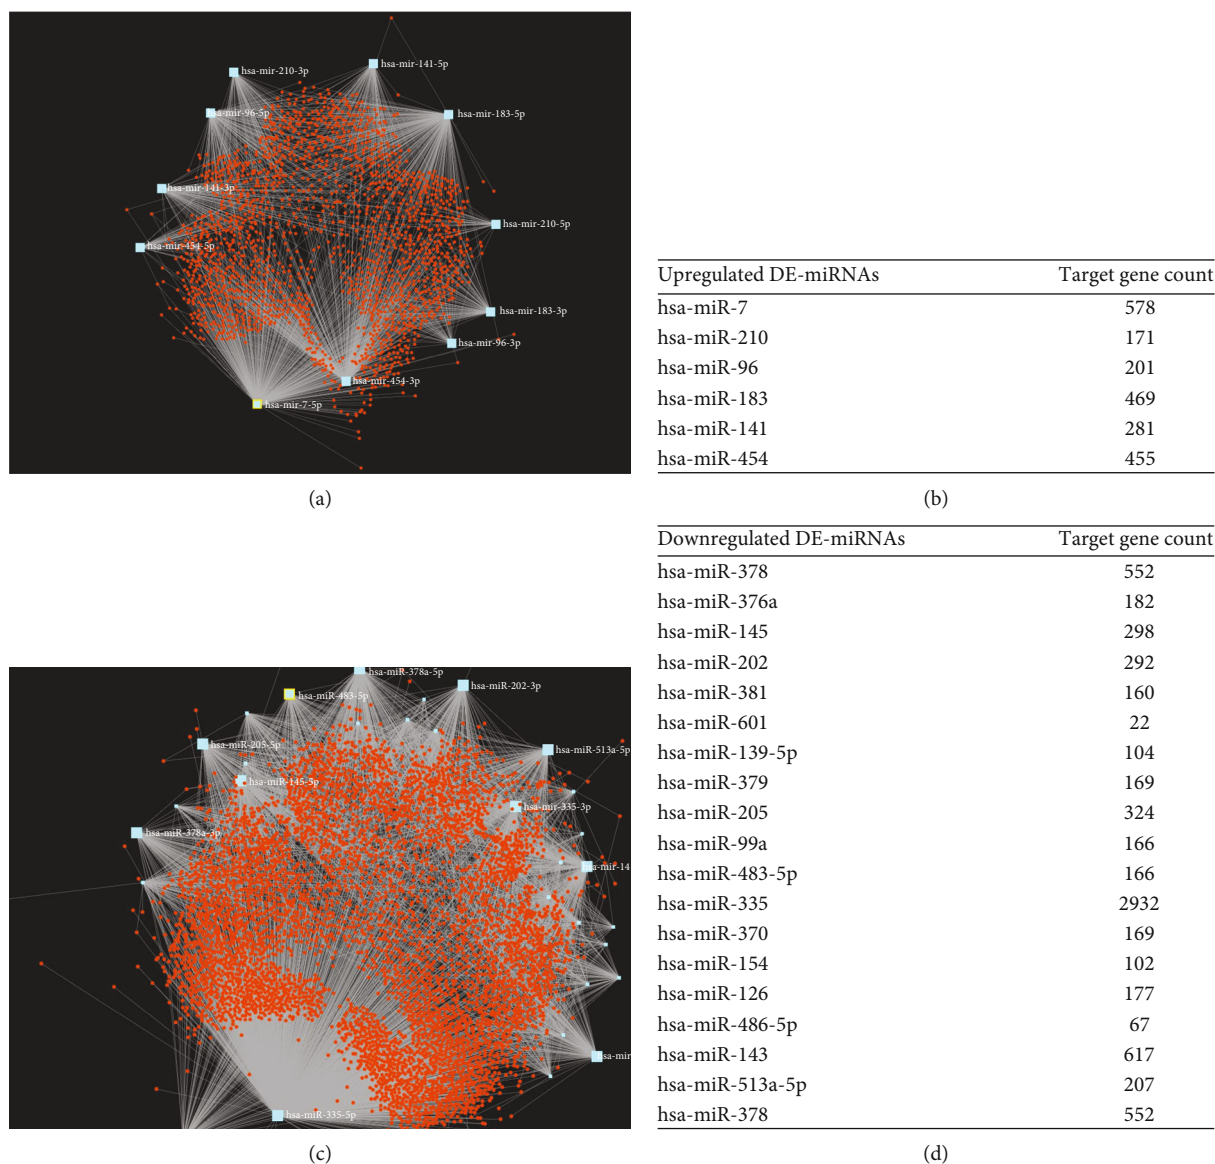 hsa-mir-141-5p
hsa-mir-210-3p
hsa-mir-96-5p
hsa-mir-183-5p
hsa-mir-141-3p
hsa-mir-210-5p
hsa-mir-454-5p
hsa-mir-183-3p
hsa-mir-96-3p
hsa-mir-454-3p
hsa-mir-7-5p
(a)
Upregulated DE-miRNAs Target gene count
hsa-miR-7 578
hsa-miR-210 171
hsa-miR-96 201
hsa-miR-183 469
hsa-miR-141 281
hsa-miR-454 455
(b)
hsa-miR-378a-5p
hsa-miR-202-3p
hsa-miR-483-5p
hsa-miR-205-5p
hsa-miR-513a-5p
hsa-miR-145-5p
hsa-mir-335-3p
hsa-miR-378a-3p
a-mir-14
hsa-mir
hsa-miR-335-5p
(c)
Downregulated DE-miRNAs Target gene count
hsa-miR-378 552
hsa-miR-376a 182
hsa-miR-145 298
hsa-miR-202 292
hsa-miR-381 160
hsa-miR-601 22
hsa-miR-139-5p 104
hsa-miR-379 169
hsa-miR-205 324
hsa-miR-99a 166
hsa-miR-483-5p 166
hsa-miR-335 2932
hsa-miR-370 169
hsa-miR-154 102
hsa-miR-126 177
hsa-miR-486-5p 67
hsa-miR-143 617
hsa-miR-513a-5p 207
hsa-miR-378 552
(d)